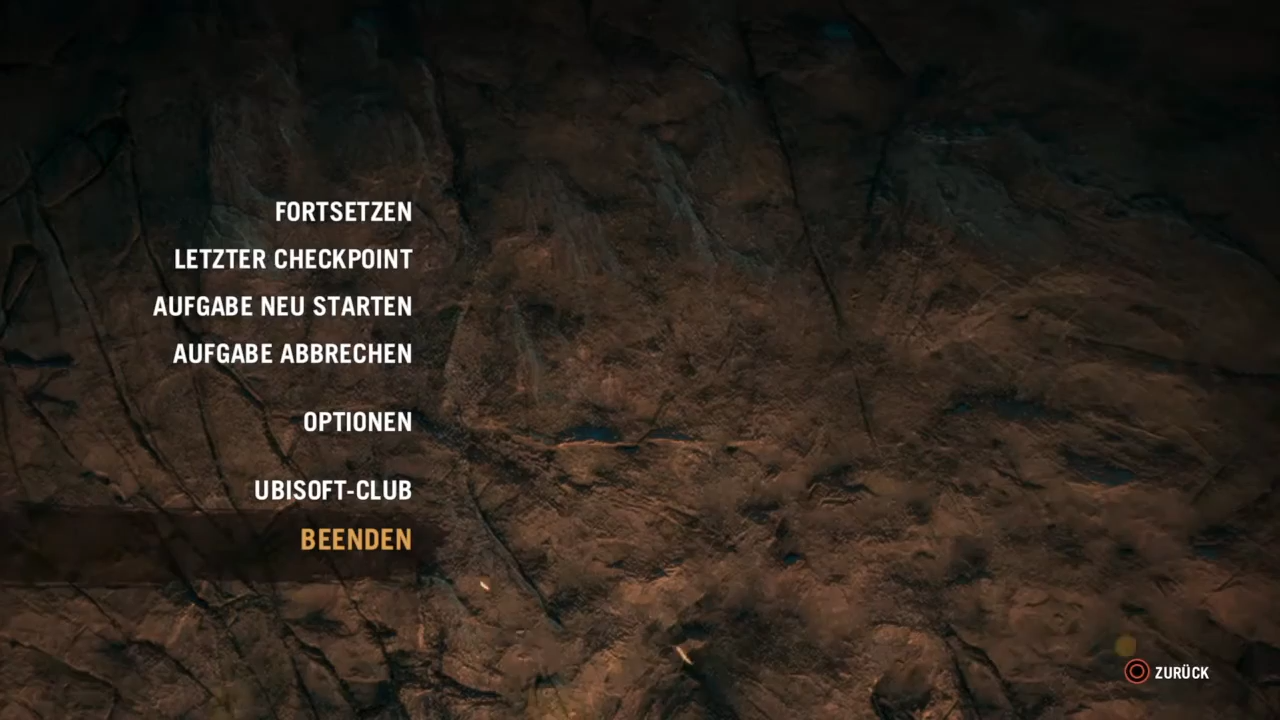 FORTSETZEN
LETZTER CHECKPOINT
AUFGABE NEU STARTEN
AUFGABE ABBRECHEN
OPTIONEN
UBISOFT-CLUB
BEENDEN
ZURÜCK